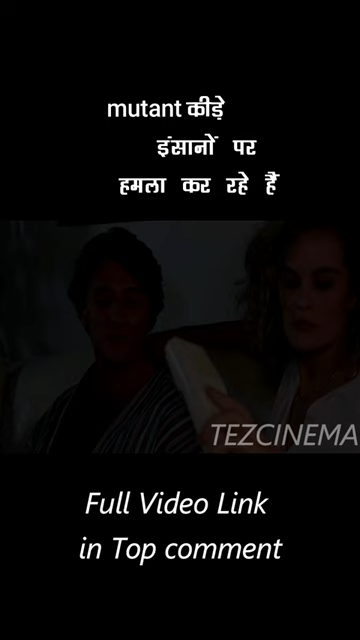 mutant कीड़े
इंसानों पर
हमला कर रहे हैं
TEZCINEMA
Full Video Link
in Top comment